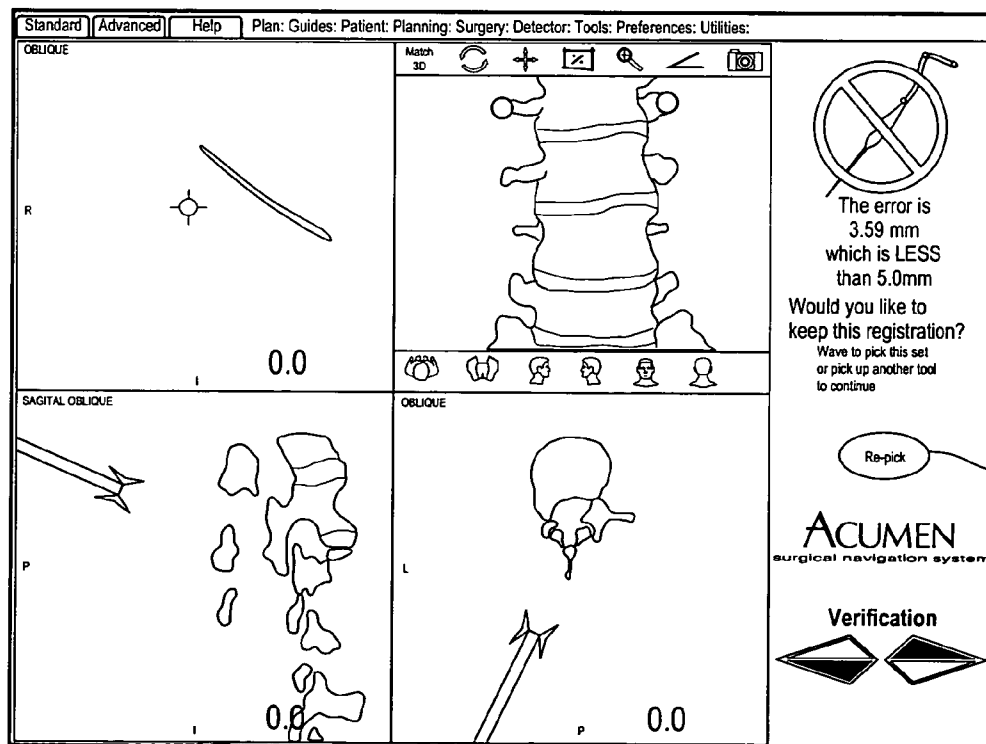 Standard Advanced Help Plan: Guides: Patient: Planning: Surgery: Detector: Tools: Preferences: Utilities:
OBLIQUE
R
I
0.0
Match
3D
SAGITAL OBLIQUE
P
I
0.0
OBLIQUE
L
P
0.0
The error is
3.59 mm
which is LESS
than 5.0mm
Would you like to
keep this registration?
Wave to pick this set
or pick up another tool
to continue
Re-pick
ACUMEN
surgical navigation system
Verification